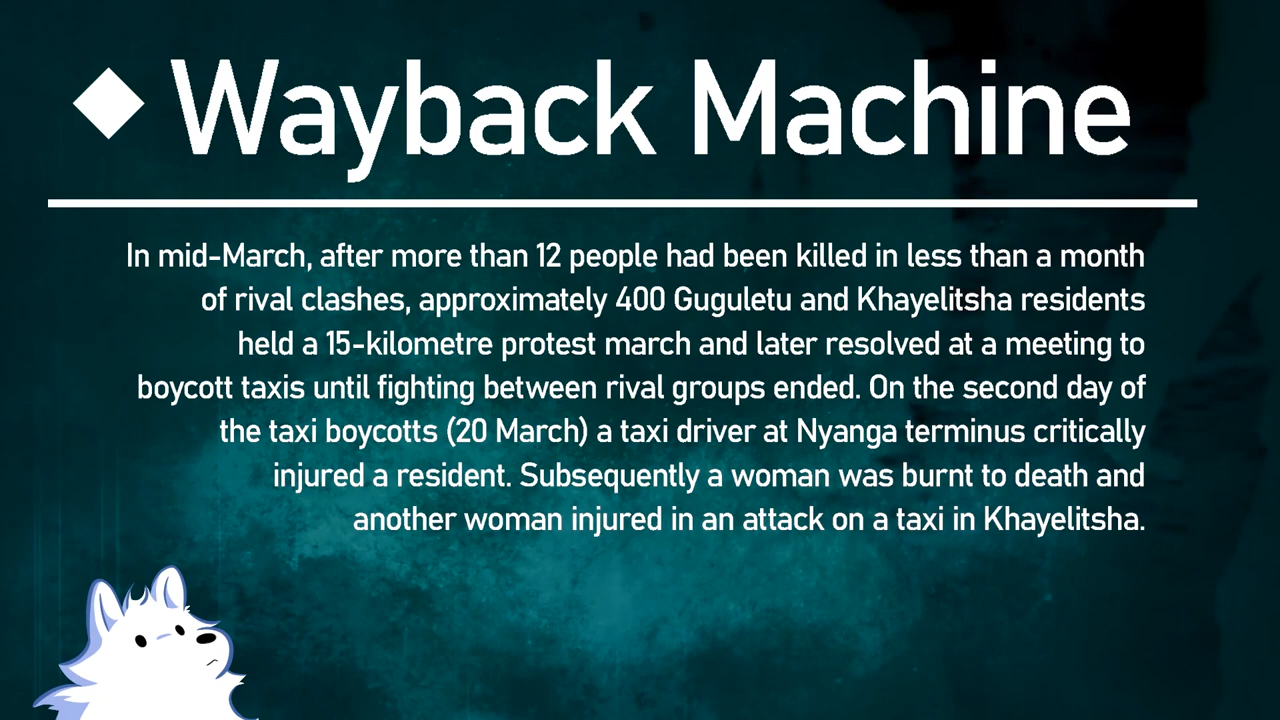 Wayback Machine
In mid-March, after more than 12 people had been killed in less than a month
of rival clashes, approximately 400 Guguletu and Khayelitsha residents
held a 15-kilometre protest march and later resolved at a meeting to
boycott taxis until fighting between rival groups ended. On the second day of
the taxi boycotts (20 March) a taxi driver at Nyanga terminus critically
injured a resident. Subsequently a woman was burnt to death and
another woman injured in an attack on a taxi in Khayelitsha.